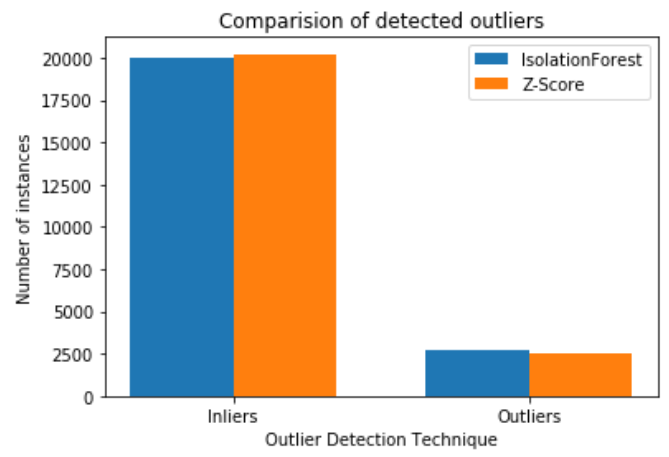 Comparision of detected outliers
IsolationForest
Z-Score
Number of instances
20000
17500
15000
12500
10000
7500
5000
2500
0
Inliers
Outliers
Outlier Detection Technique